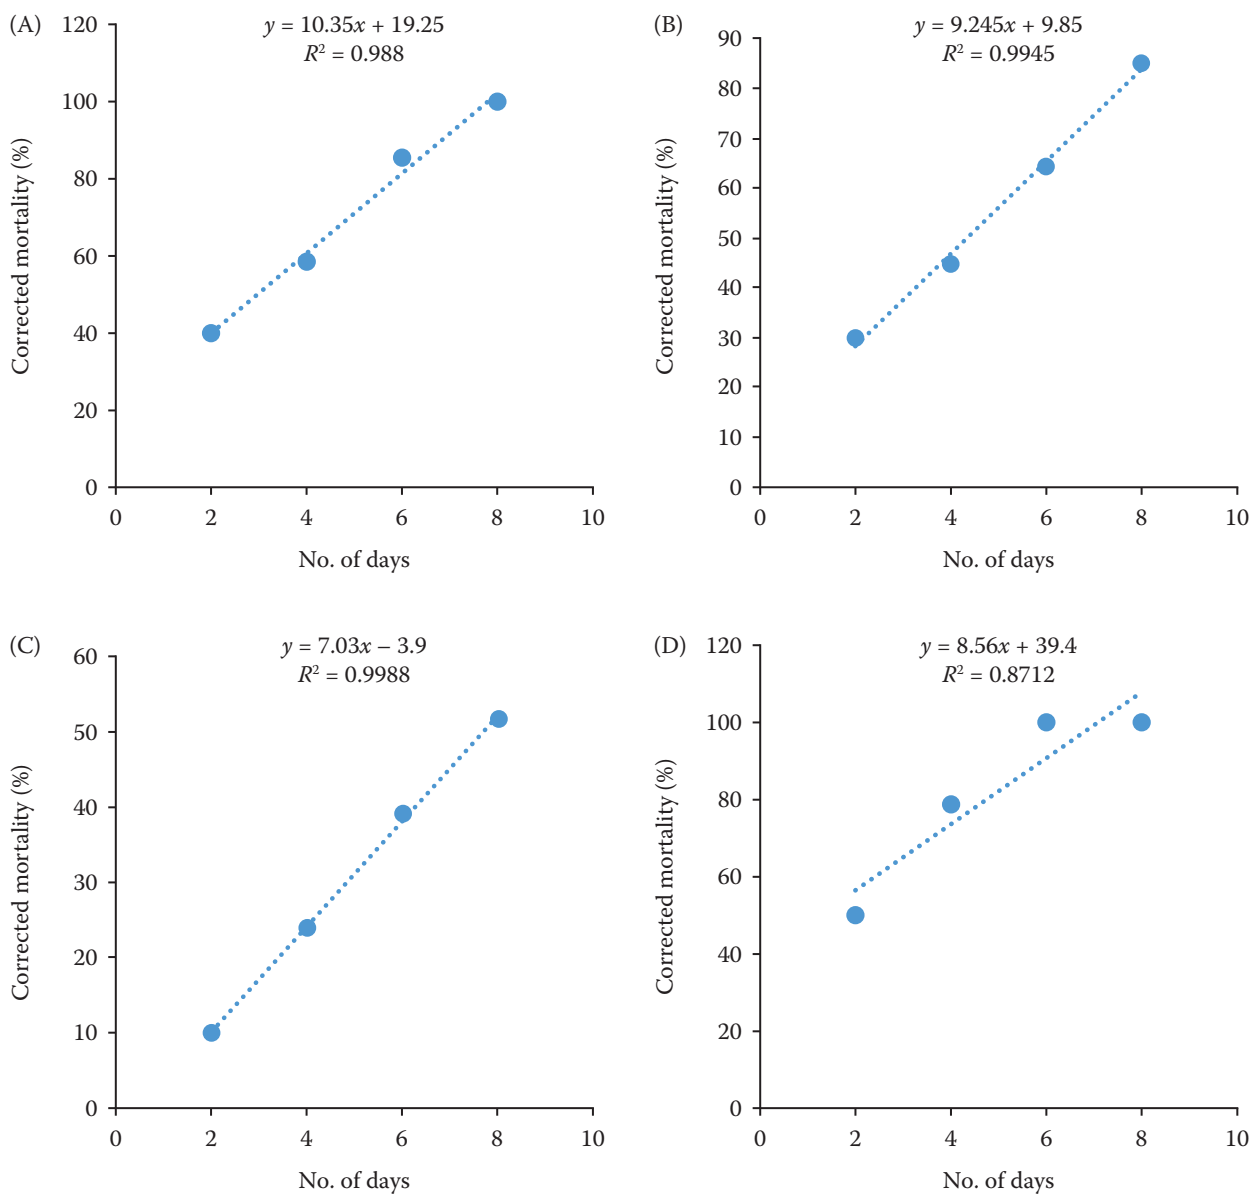 (A)
y = 10.35x + 19.25
R² = 0.988
Corrected mortality (%)
120
100
80
60
40
20
0
0 2 4 6 8 10
No. of days
(B)
y = 9.245x + 9.85
R² = 0.9945
Corrected mortality (%)
90
80
70
60
50
40
30
20
10
0
0 2 4 6 8 10
No. of days
(C)
y = 7.03x – 3.9
R² = 0.9988
Corrected mortality (%)
60
50
40
30
20
10
0
0 2 4 6 8 10
No. of days
(D)
y = 8.56x + 39.4
R² = 0.8712
Corrected mortality (%)
120
100
80
60
40
20
0
0 2 4 6 8 10
No. of days